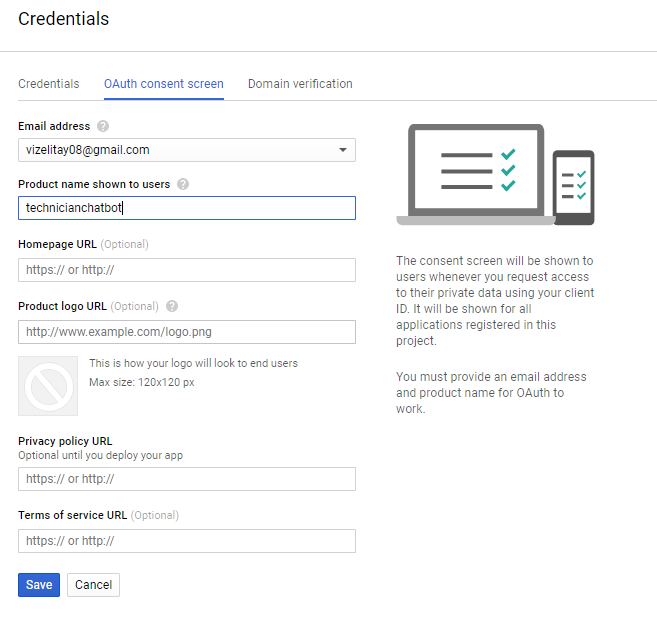 Credentials
Credentials OAuth consent screen Domain verification
Email address ?
vizelitay08@gmail.com
Product name shown to users ?
technicianchatbot
Homepage URL (Optional)
https:// or http://
Product logo URL (Optional) ?
http://www.example.com/logo.png
This is how your logo will look to end users
Max size: 120x120 px
Privacy policy URL
Optional until you deploy your app
https:// or http://
Terms of service URL (Optional)
https:// or http://
Save Cancel
The consent screen will be shown to
users whenever you request access
to their private data using your client
ID. It will be shown for all
applications registered in this
project.
You must provide an email address
and product name for OAuth to
work.